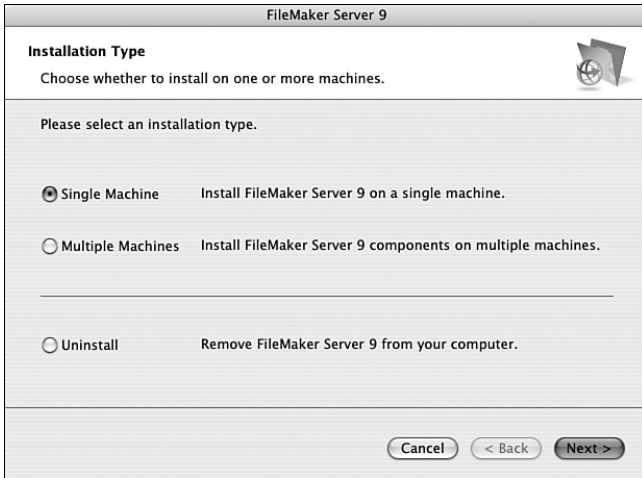 FileMaker Server 9
Installation Type
Choose whether to install on one or more machines.
Please select an installation type.
Single Machine Install FileMaker Server 9 on a single machine.
Multiple Machines Install FileMaker Server 9 components on multiple machines.
Uninstall Remove FileMaker Server 9 from your computer.
Cancel < Back Next >